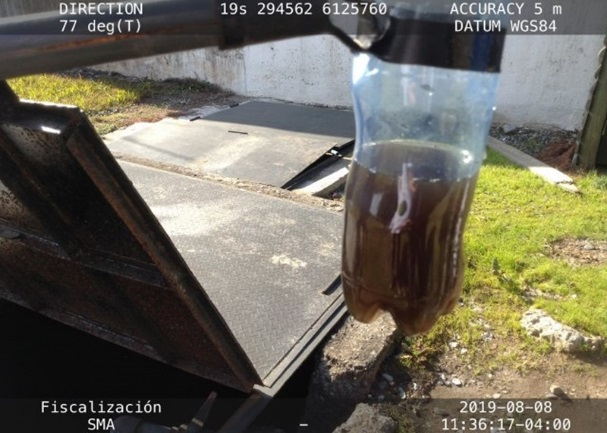 DIRECTION
77 deg(T)
19s 294562 6125760
ACCURACY 5 m
DATUM WGS84
Fiscalización
SMA
–
2019-08-08
11:36:17-04:00